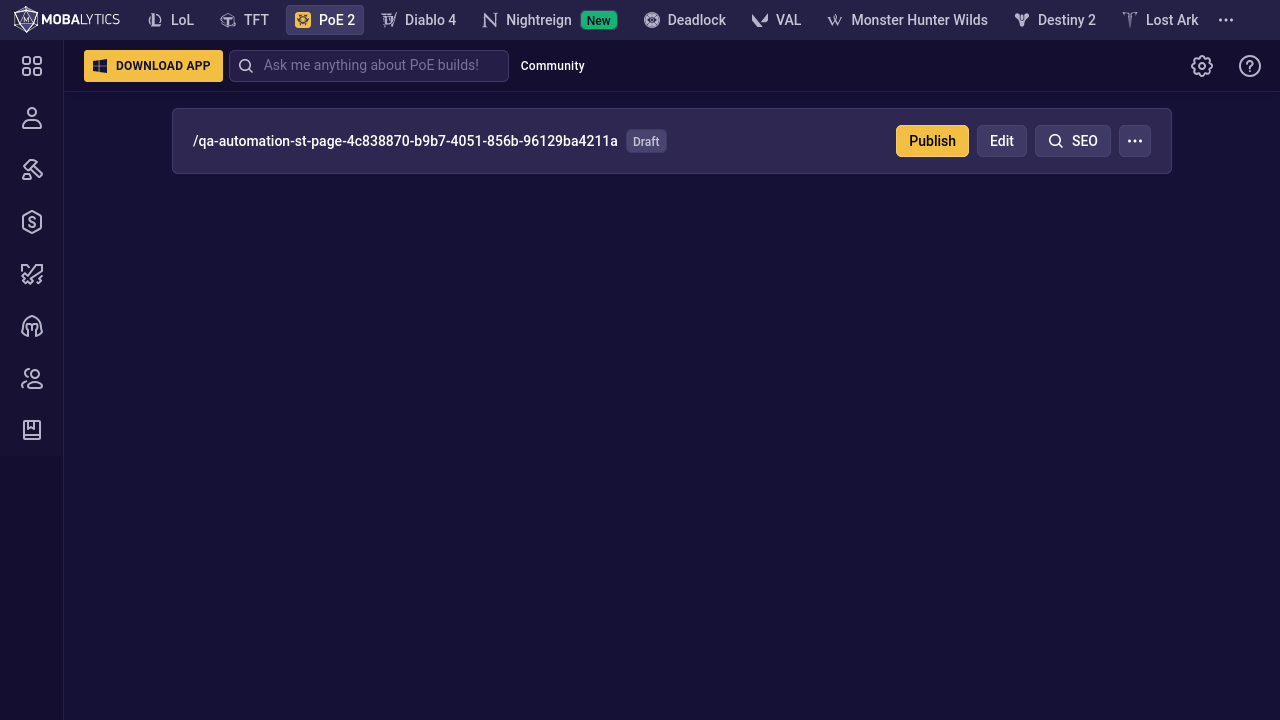 MOBALYTICS LoL TFT PoE 2 Diablo 4 Nightreign New Deadlock VAL Monster Hunter Wilds Destiny 2 Lost Ark
DOWNLOAD APP Ask me anything about PoE builds! Community
/qa-automation-st-page-4c838870-b9b7-4051-856b-96129ba4211a Draft Publish Edit SEO